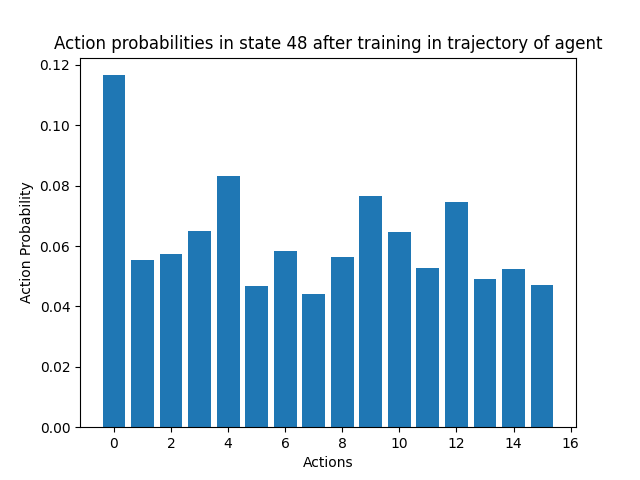 Action probabilities in state 48 after training in trajectory of agent
0.12
0.10
0.08
0.06
0.04
0.02
0.00
Action Probability
0 2 4 6 8 10 12 14 16
Actions